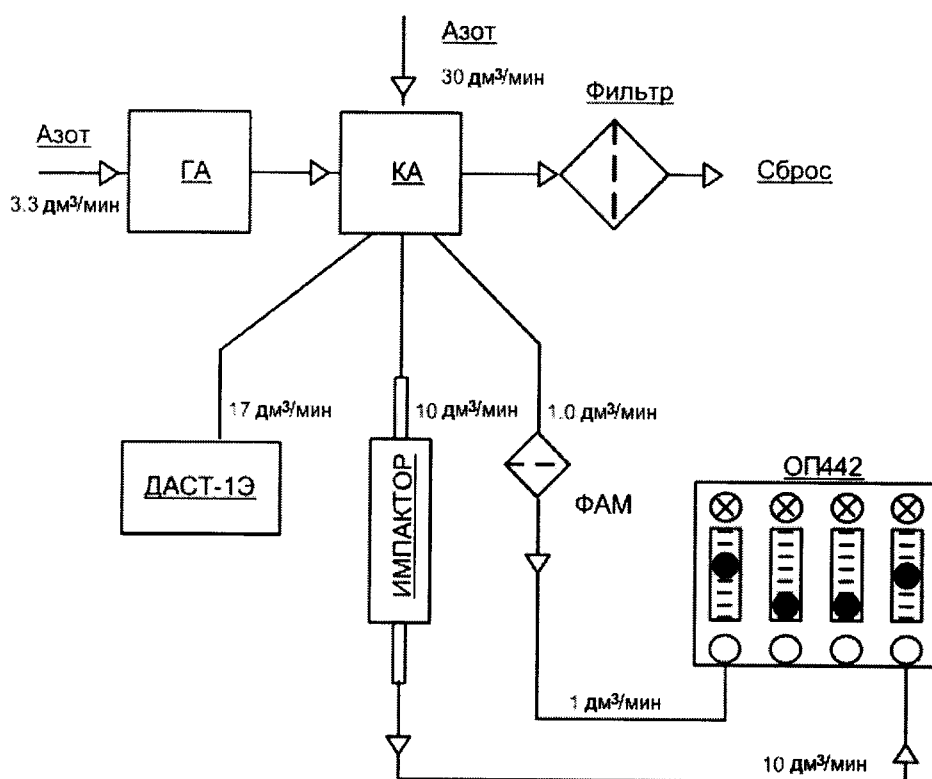 Азот
30 дм³/мин
Фильтр
Азот
ГА
КА
Сброс
3.3 дм³/мин
17 дм³/мин
10 дм³/мин
1.0 дм³/мин
ДАСТ-1Э
ИМПАКТОР
ФАМ
ОП442
1 дм³/мин
10 дм³/мин